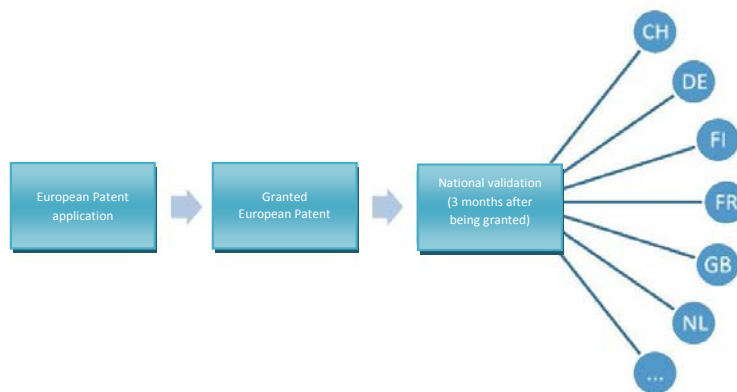 European Patent
application
Granted
European Patent
National validation
(3 months after
being granted)
CH
DE
FI
FR
GB
NL
...